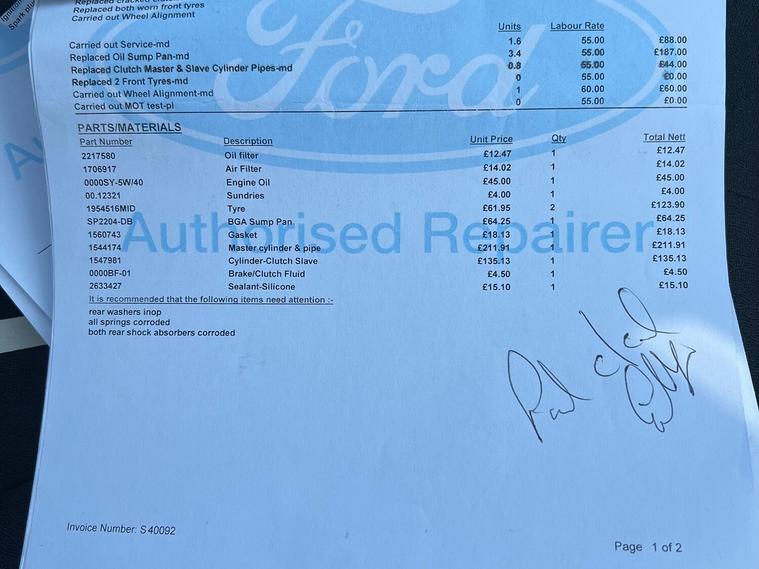 Replaced both worn front tyres
Carried out Wheel Alignment
Units Labour Rate
Carried out Service-md 1.6 55.00 £88.00
Replaced Oil Sump Pan-md 3.4 55.00 £187.00
Replaced Clutch Master & Slave Cylinder Pipes-md 0.8 55.00 £44.00
Replaced 2 Front Tyres-md 0 55.00 £0.00
Carried out Wheel Alignment-md 1 60.00 £60.00
Carried out MOT test-pl 0 55.00 £0.00
Ford
PARTS/MATERIALS
Part Number Description Unit Price Qty Total Nett
2217580 Oil filter £12.47 1 £12.47
1706917 Air Filter £14.02 1 £14.02
0000SY-5W/40 Engine Oil £45.00 1 £45.00
00.12321 Sundries £4.00 1 £4.00
1954516MID Tyre £61.95 2 £123.90
SP2204-DB BGA Sump Pan £64.25 1 £64.25
1560743 Gasket £18.13 1 £18.13
1544174 Master cylinder & pipe £211.91 1 £211.91
1547981 Cylinder-Clutch Slave £135.13 1 £135.13
0000BF-01 Brake/Clutch Fluid £4.50 1 £4.50
2633427 Sealant-Silicone £15.10 1 £15.10
Authorised Repairer
It is recommended that the following items need attention :-
rear washers inop
all springs corroded
both rear shock absorbers corroded
Invoice Number: S40092
Page 1 of 2